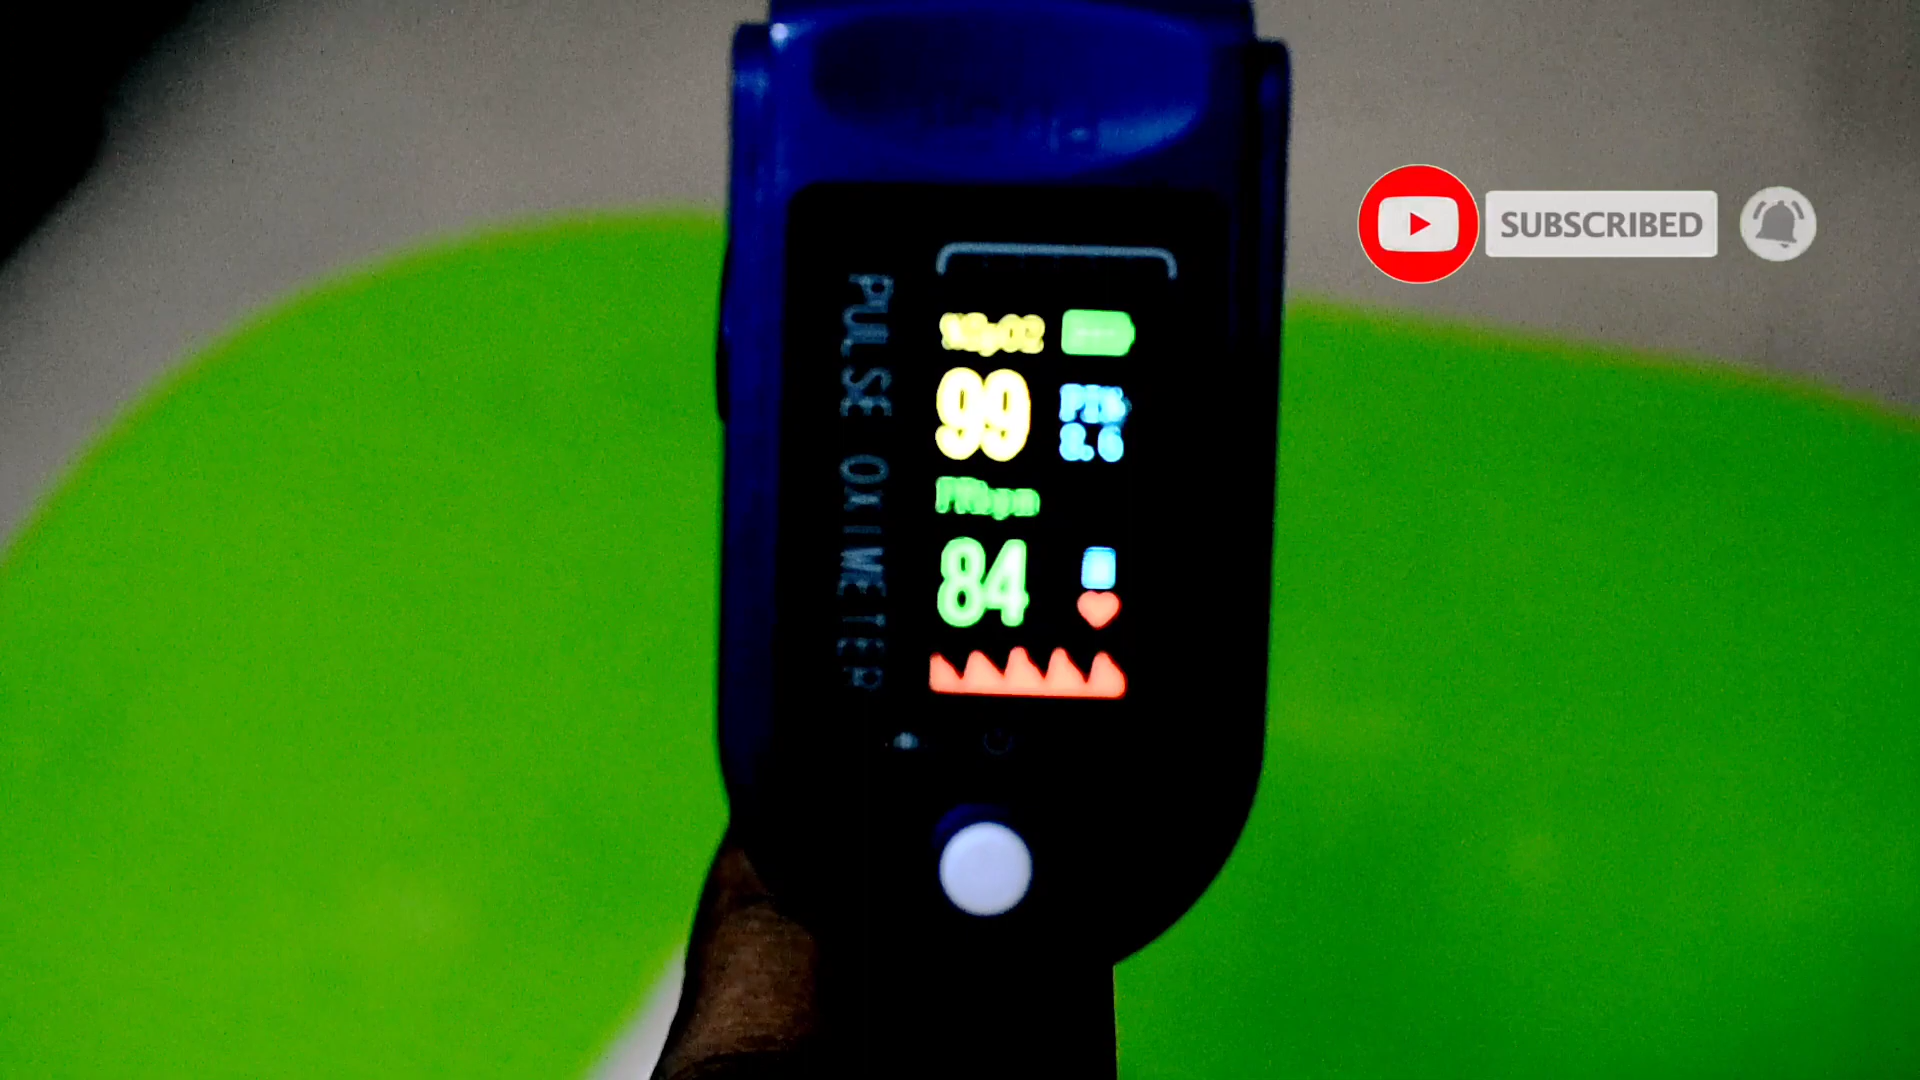 SUBSCRIBED
PULSE OXIMETER
%SpO2
99
PI%
8.6
PRbpm
84